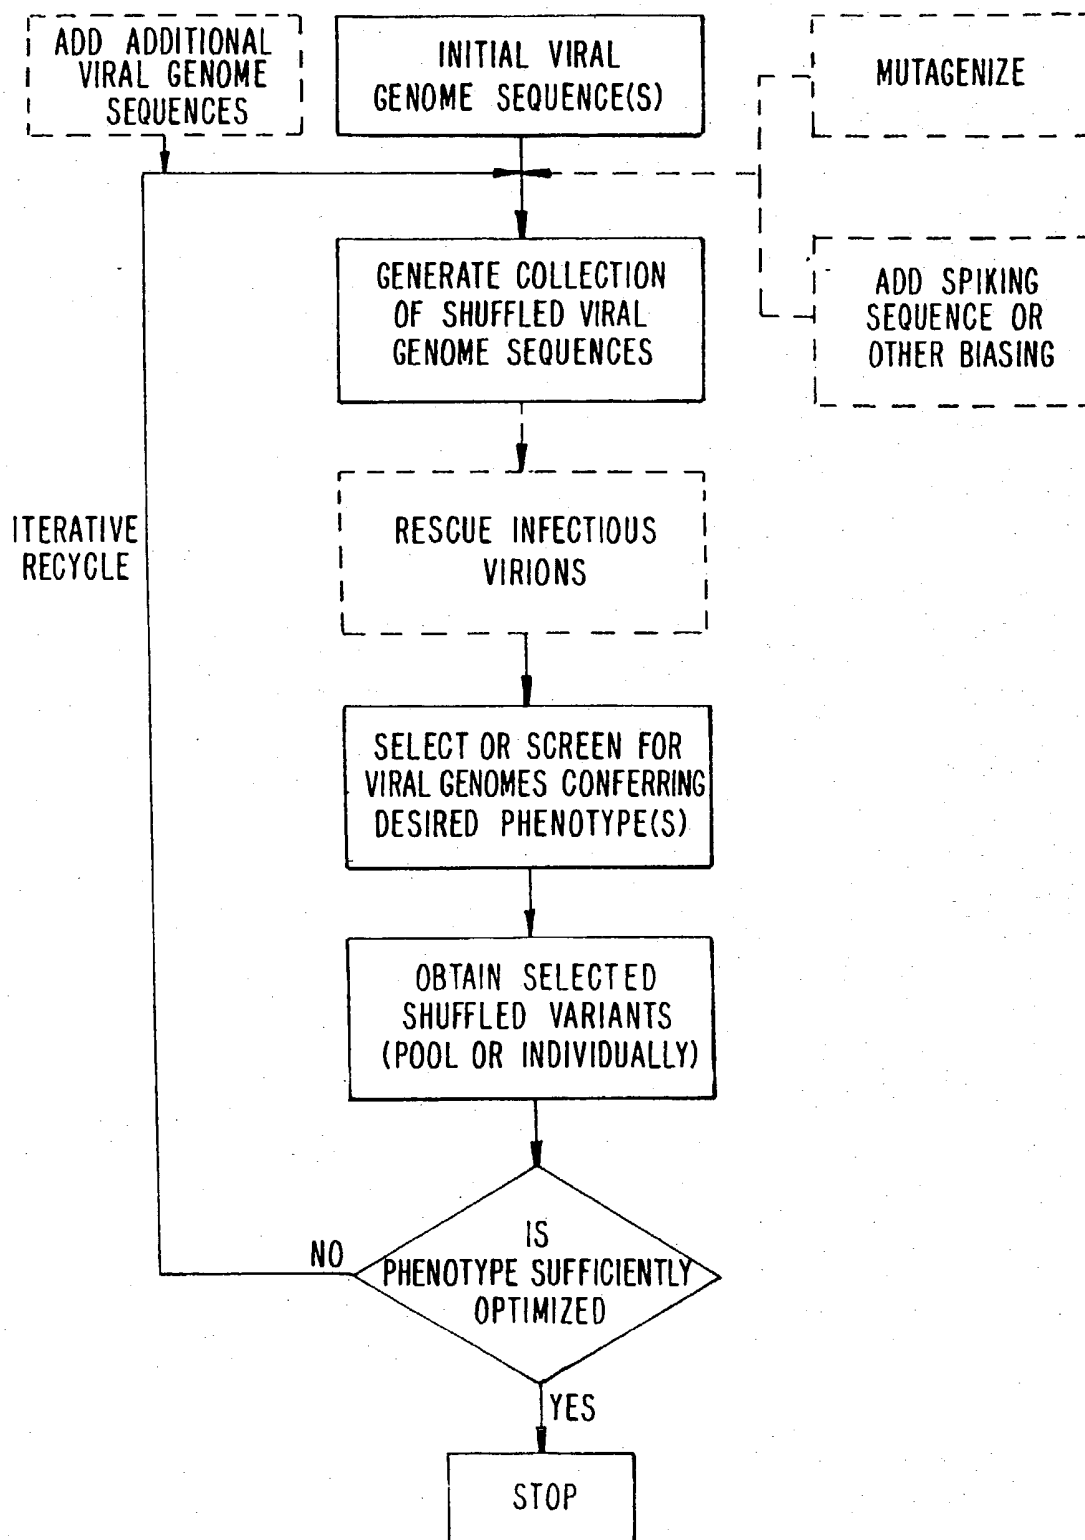 ADD ADDITIONAL
VIRAL GENOME
SEQUENCES
INITIAL VIRAL
GENOME SEQUENCE(S)
MUTAGENIZE
GENERATE COLLECTION
OF SHUFFLED VIRAL
GENOME SEQUENCES
ADD SPIKING
SEQUENCE OR
OTHER BIASING
RESCUE INFECTIOUS
VIRIONS
ITERATIVE
RECYCLE
SELECT OR SCREEN FOR
VIRAL GENOMES CONFERRING
DESIRED PHENOTYPE(S)
OBTAIN SELECTED
SHUFFLED VARIANTS
(POOL OR INDIVIDUALLY)
NO
IS
PHENOTYPE SUFFICIENTLY
OPTIMIZED
YES
STOP